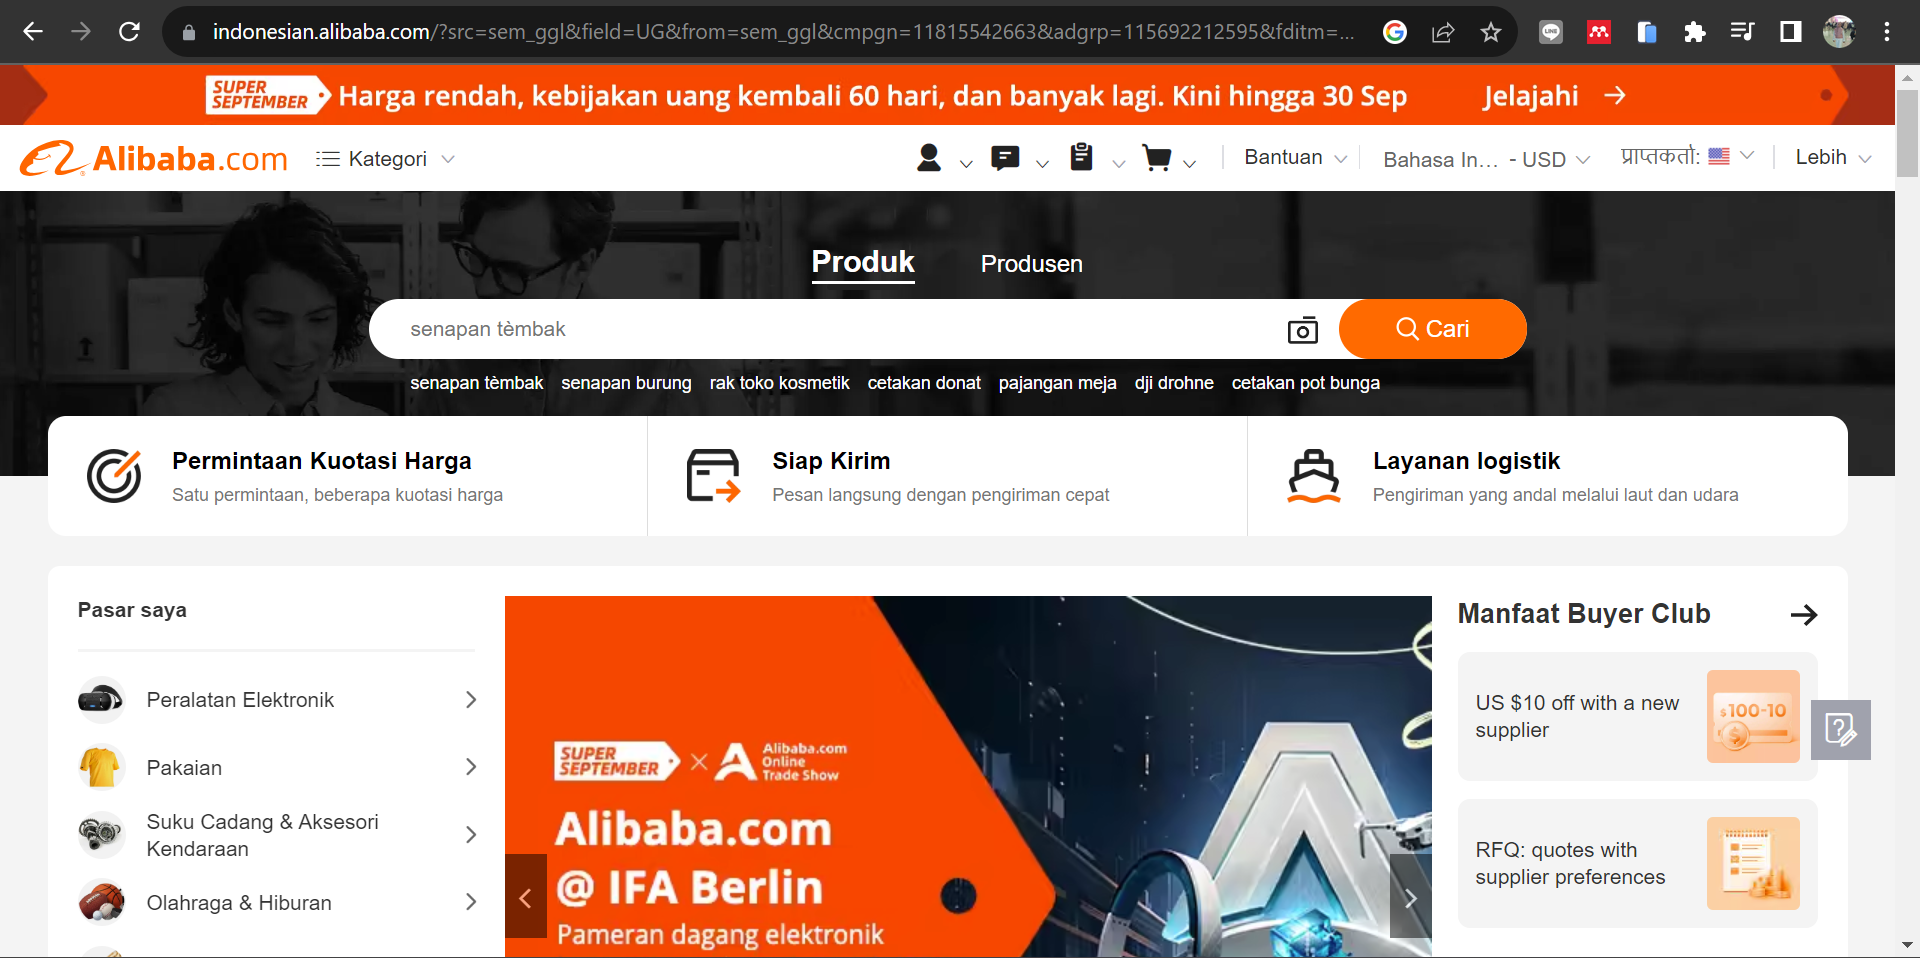 indonesian.alibaba.com/?src=sem_ggl&field=UG&from=sem_ggl&cmpgn=11815542663&adgrp=115692212595&fditm=...
SUPER SEPTEMBER Harga rendah, kebijakan uang kembali 60 hari, dan banyak lagi. Kini hingga 30 Sep Jelajahi
Alibaba.com Kategori Bantuan Bahasa In... - USD प्राप्तकर्ता: Lebih
Produk Produsen
senapan tèmbak Cari
senapan tèmbak senapan burung rak toko kosmetik cetakan donat pajangan meja dji drohne cetakan pot bunga
Permintaan Kuotasi Harga
Satu permintaan, beberapa kuotasi harga
Siap Kirim
Pesan langsung dengan pengiriman cepat
Layanan logistik
Pengiriman yang andal melalui laut dan udara
Pasar saya
Peralatan Elektronik
Pakaian
Suku Cadang & Aksesori
Kendaraan
Olahraga & Hiburan
SUPER
SEPTEMBER
Alibaba.com
Online
Trade Show
Alibaba.com
@ IFA Berlin
Pameran dagang elektronik
Manfaat Buyer Club
US $10 off with a new
supplier
$100-10
RFQ: quotes with
supplier preferences